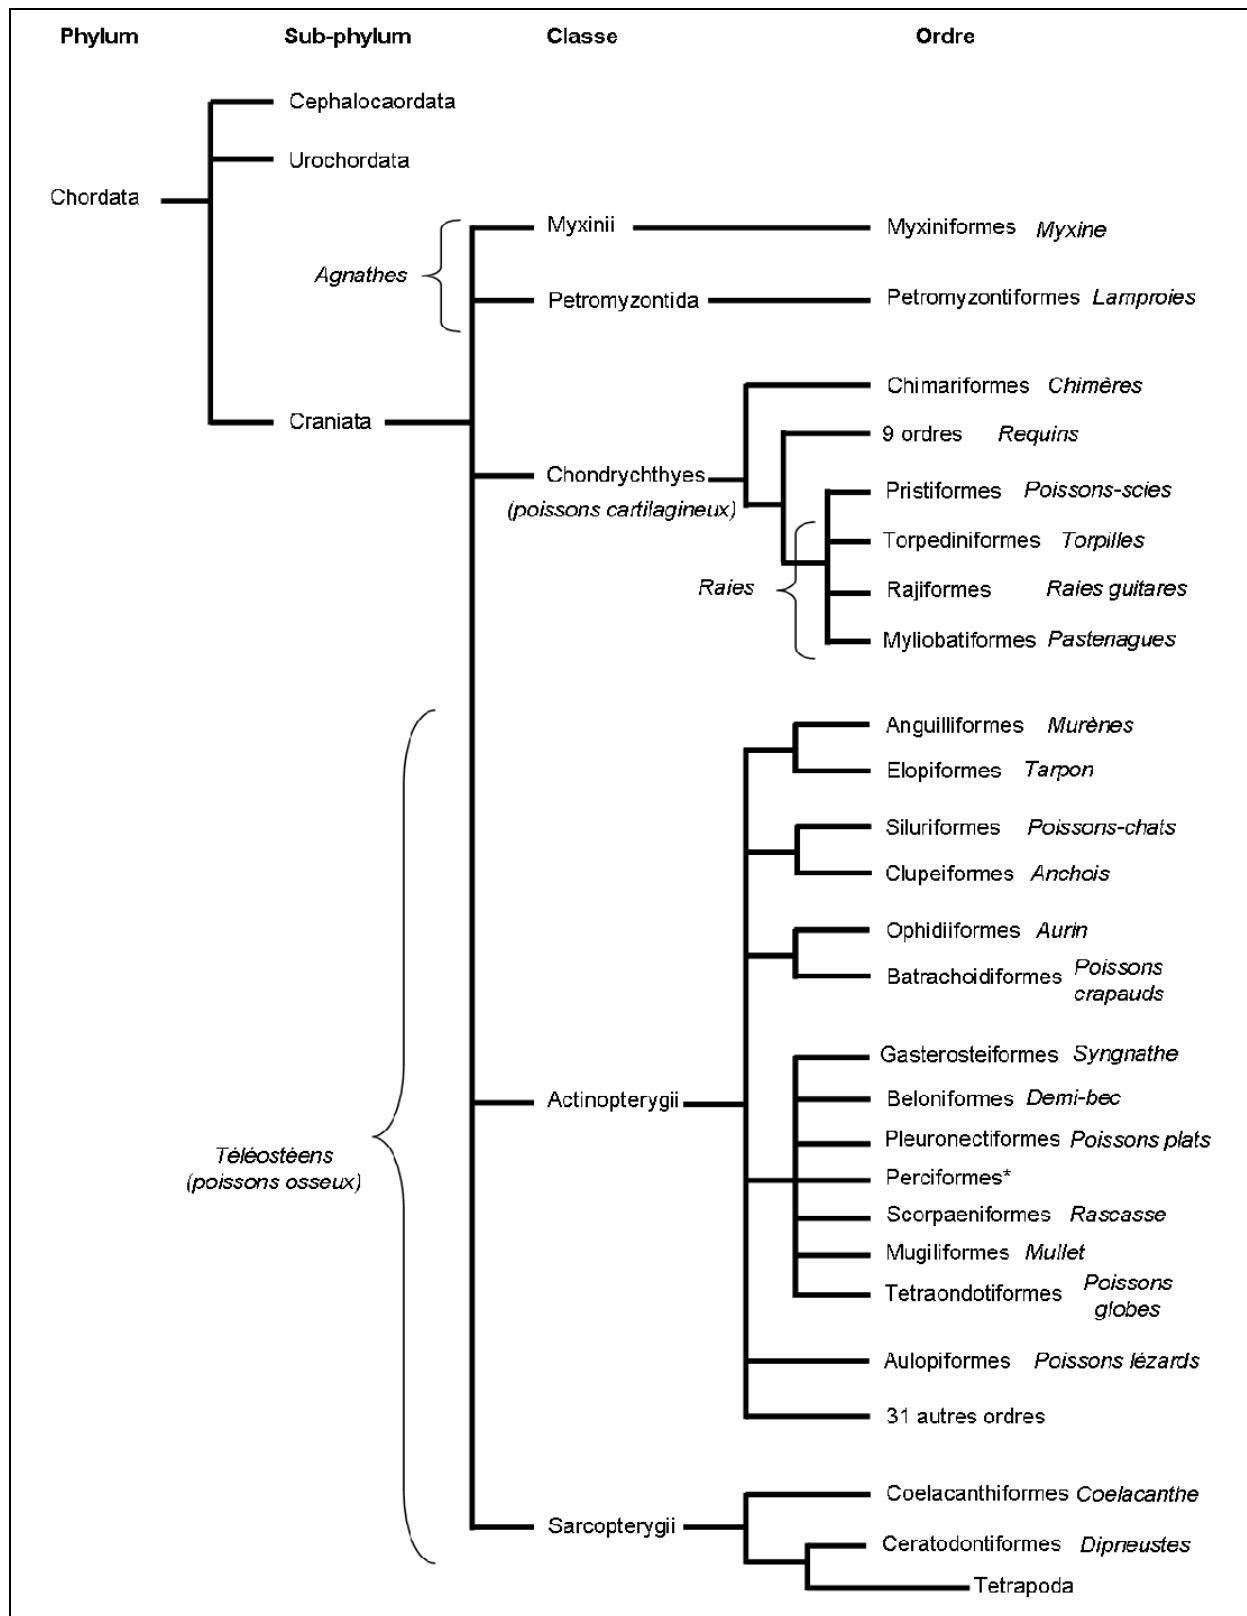 Phylum Sub-phylum Classe Ordre
Cephalocaordata
Urochordata
Chordata
Myxinii Myxiniformes Myxine
Agnathes
Petromyzontida Petromyzontiformes Lamproies
Chimariformes Chimères
Craniata
9 ordres Requins
Chondrychthyes
(poissons cartilagineux)
Pristiformes Poissons-scies
Torpediniformes Torpilles
Raies
Rajiformes Raies guitares
Myliobatiformes Pastenagues
Anguilliformes Murènes
Elopiformes Tarpon
Siluriformes Poissons-chats
Clupeiformes Anchois
Ophidiiformes Aurin
Batrachoidiformes Poissons
crapauds
Gasterosteiformes Syngnathe
Actinopterygii
Beloniformes Demi-bec
Pleuronectiformes Poissons plats
Téléostéens
(poissons osseux)
Perciformes*
Scorpaeniformes Rascasse
Mugiliformes Mullet
Tetraondotiformes Poissons
globes
Aulopiformes Poissons lézards
31 autres ordres
Coelacanthiformes Coelacanthe
Sarcopterygii
Ceratodontiformes Dipneustes
Tetrapoda